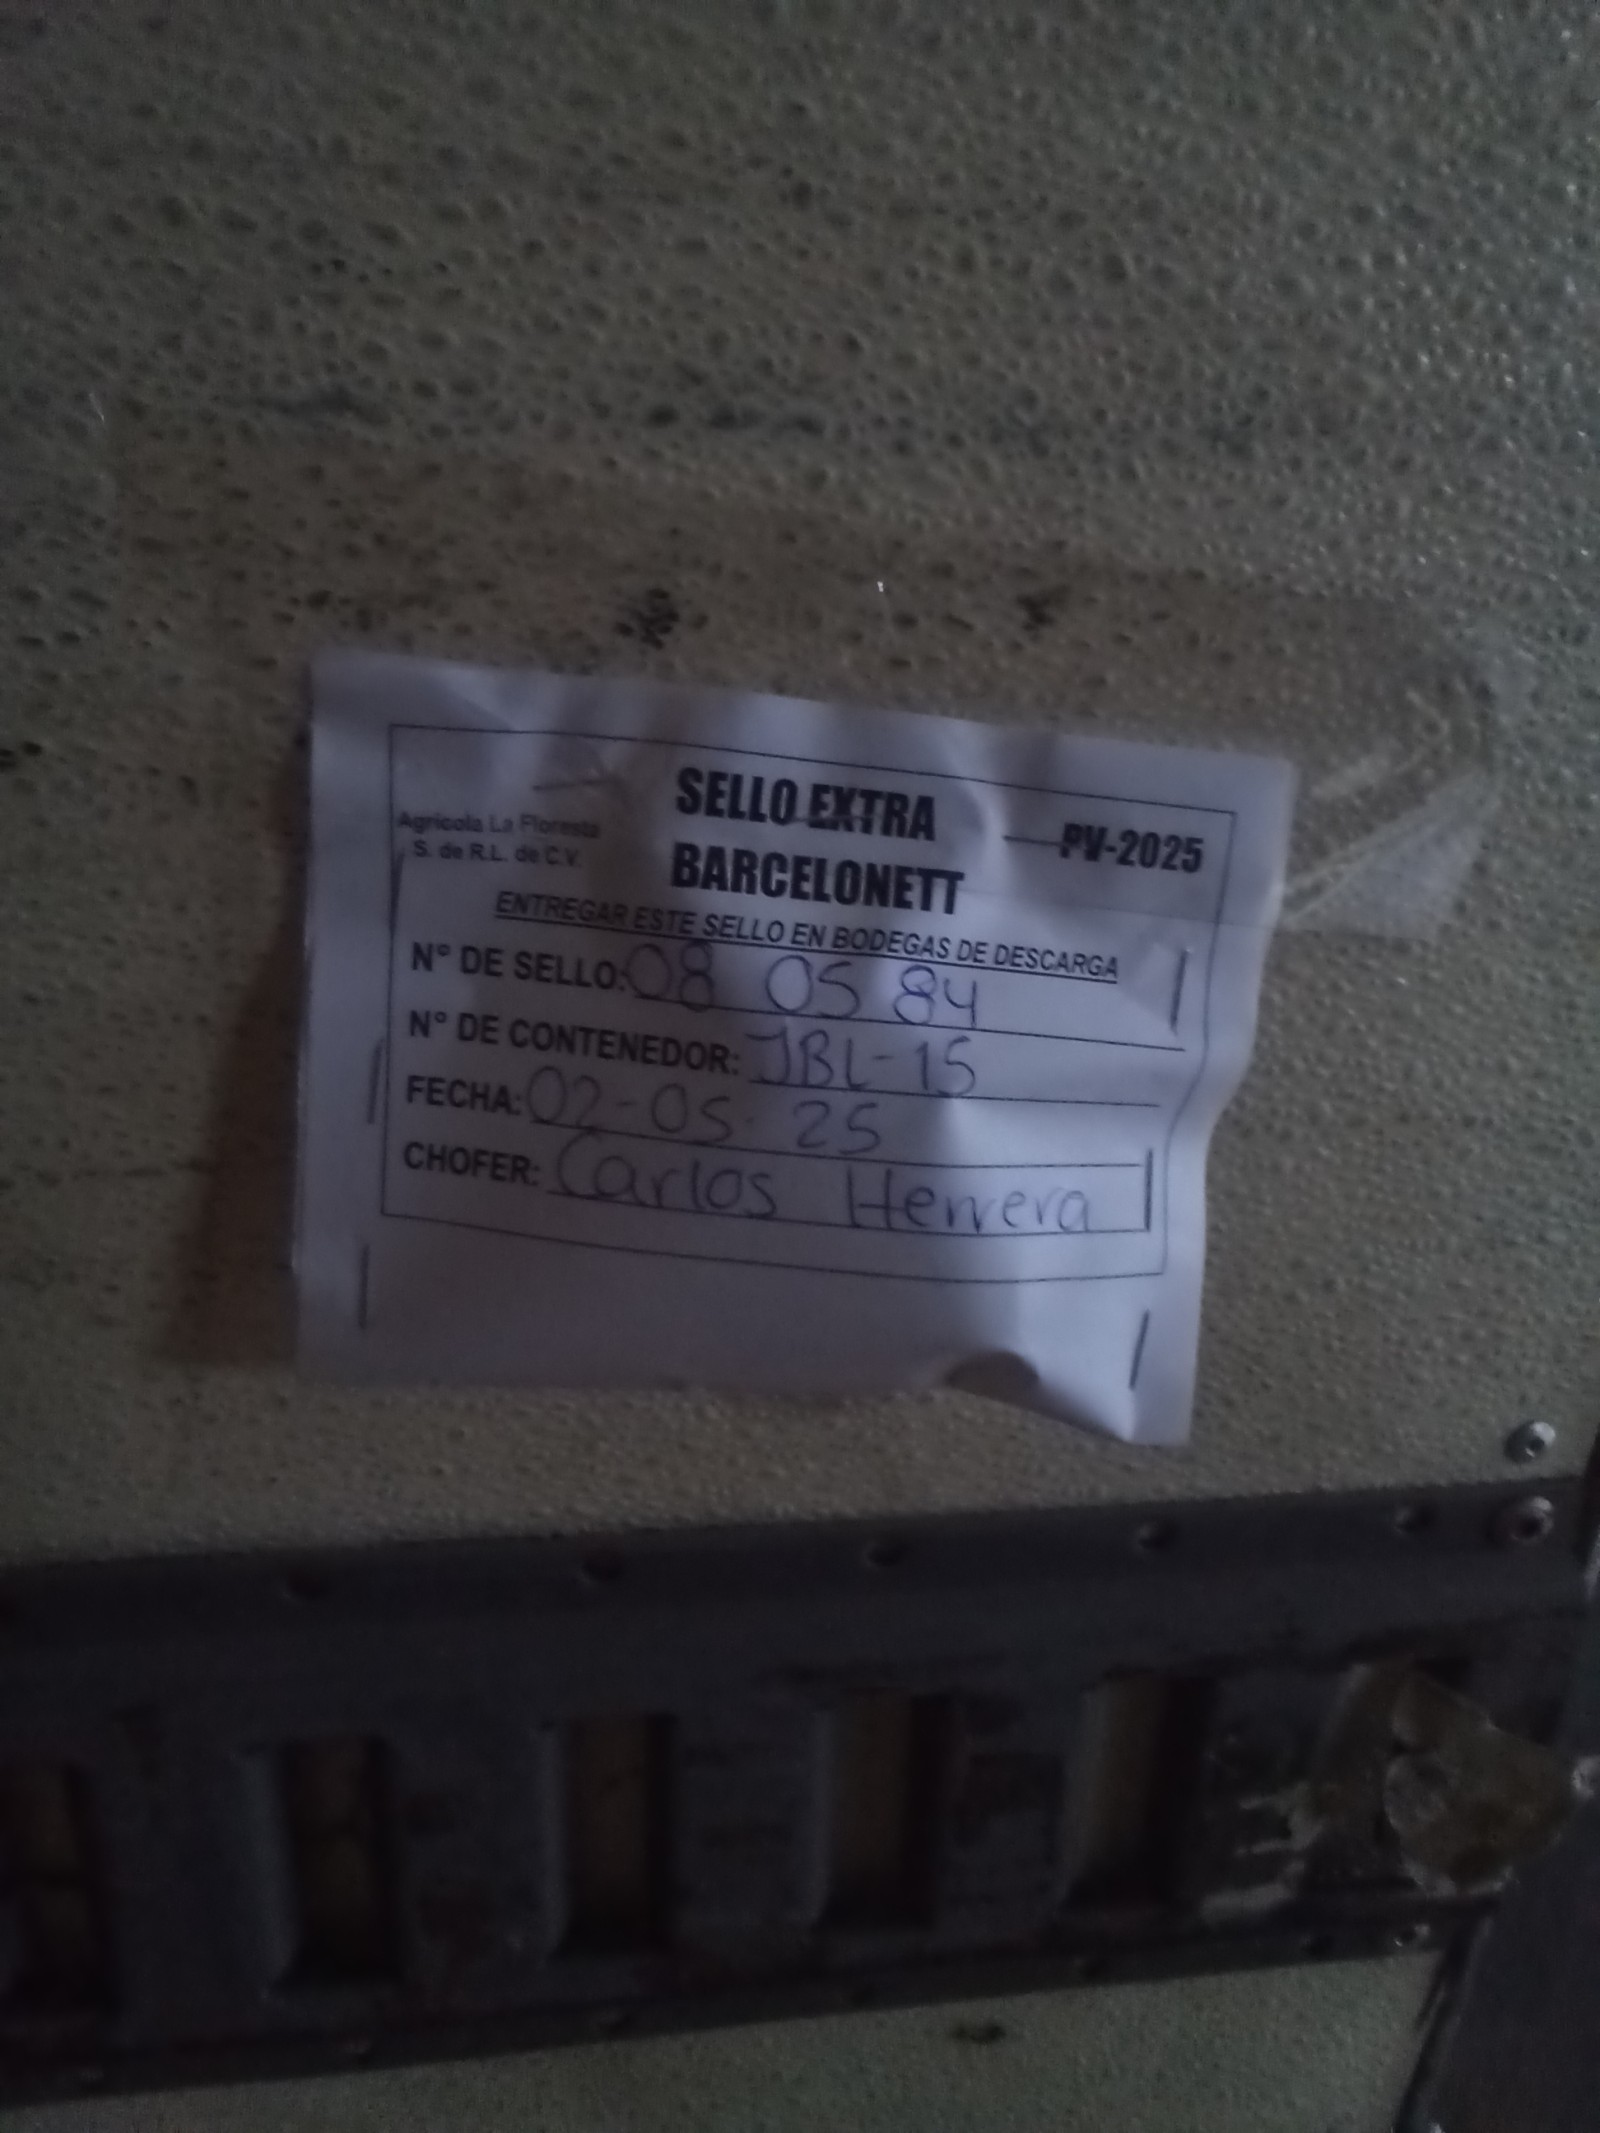 Agrícola La Floresta
S. de R.L. de C.V.
SELLO EXTRA
BARCELONETT
PV-2025
ENTREGAR ESTE SELLO EN BODEGAS DE DESCARGA
N° DE SELLO: 08 05 84
N° DE CONTENEDOR: JBL-15
FECHA: 02-05-25
CHOFER: Carlos Herrera